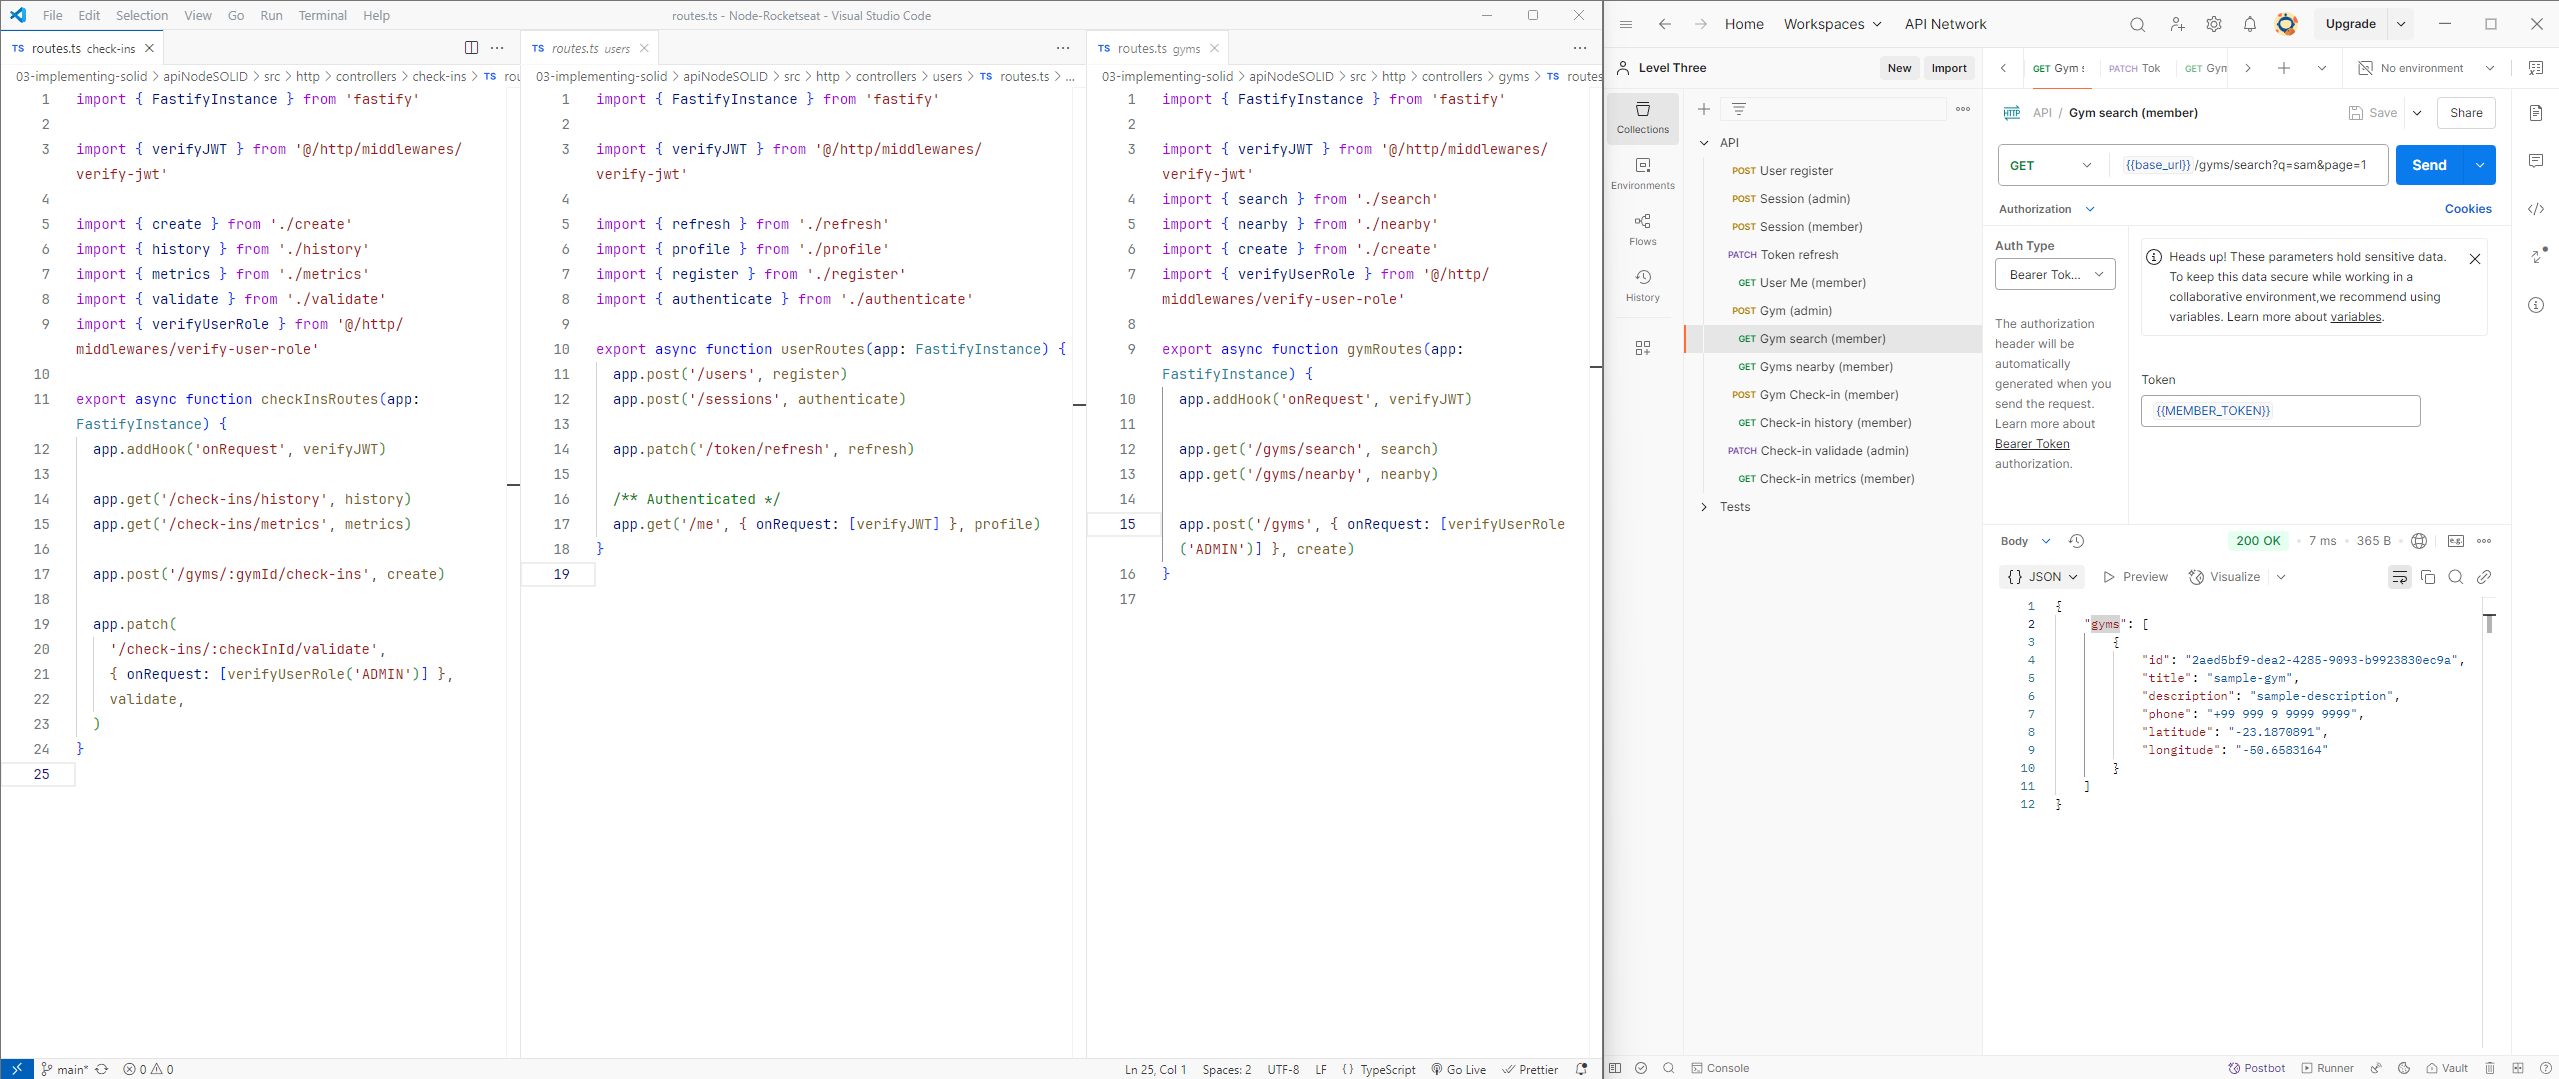 File Edit Selection View Go Run Terminal Help
routes.ts - Node-Rocketseat - Visual Studio Code
TS routes.ts check-ins
03-implementing-solid > apiNodeSOLID > src > http > controllers > check-ins > TS rou
1 import { FastifyInstance } from 'fastify'
2
3 import { verifyJWT } from '@/http/middlewares/
verify-jwt'
4
5 import { create } from './create'
6 import { history } from './history'
7 import { metrics } from './metrics'
8 import { validate } from './validate'
9 import { verifyUserRole } from '@/http/
middlewares/verify-user-role'
10
11 export async function checkInsRoutes(app:
FastifyInstance) {
12 app.addHook('onRequest', verifyJWT)
13
14 app.get('/check-ins/history', history)
15 app.get('/check-ins/metrics', metrics)
16
17 app.post('/gyms/:gymId/check-ins', create)
18
19 app.patch(
20 '/check-ins/:checkInId/validate',
21 { onRequest: [verifyUserRole('ADMIN')] },
22 validate,
23 )
24 }
25
TS routes.ts users
03-implementing-solid > apiNodeSOLID > src > http > controllers > users > TS routes.ts > ...
1 import { FastifyInstance } from 'fastify'
2
3 import { verifyJWT } from '@/http/middlewares/
verify-jwt'
4
5 import { refresh } from './refresh'
6 import { profile } from './profile'
7 import { register } from './register'
8 import { authenticate } from './authenticate'
9
10 export async function userRoutes(app: FastifyInstance) {
11 app.post('/users', register)
12 app.post('/sessions', authenticate)
13
14 app.patch('/token/refresh', refresh)
15
16 /** Authenticated */
17 app.get('/me', { onRequest: [verifyJWT] }, profile)
18 }
19
TS routes.ts gyms
03-implementing-solid > apiNodeSOLID > src > http > controllers > gyms > TS routes
1 import { FastifyInstance } from 'fastify'
2
3 import { verifyJWT } from '@/http/middlewares/
verify-jwt'
4 import { search } from './search'
5 import { nearby } from './nearby'
6 import { create } from './create'
7 import { verifyUserRole } from '@/http/
middlewares/verify-user-role'
8
9 export async function gymRoutes(app:
FastifyInstance) {
10 app.addHook('onRequest', verifyJWT)
11
12 app.get('/gyms/search', search)
13 app.get('/gyms/nearby', nearby)
14
15 app.post('/gyms', { onRequest: [verifyUserRole
('ADMIN')] }, create)
16 }
17
main* 0 0
Ln 25, Col 1 Spaces: 2 UTF-8 LF { } TypeScript Go Live Prettier
Home Workspaces API Network Upgrade
Level Three New Import
GET Gym s PATCH Tok GET Gym No environment
Collections
Environments
Flows
History
API
POST User register
POST Session (admin)
POST Session (member)
PATCH Token refresh
GET User Me (member)
POST Gym (admin)
GET Gym search (member)
GET Gyms nearby (member)
POST Gym Check-in (member)
GET Check-in history (member)
PATCH Check-in validade (admin)
GET Check-in metrics (member)
Tests
HTTP API / Gym search (member) Save Share
GET {{base_url}} /gyms/search?q=sam&page=1 Send
Authorization Cookies
Auth Type
Bearer Tok...
The authorization
header will be
automatically
generated when you
send the request.
Learn more about
Bearer Token
authorization.
Heads up! These parameters hold sensitive data.
To keep this data secure while working in a
collaborative environment,we recommend using
variables. Learn more about variables.
Token
{{MEMBER_TOKEN}}
Body 200 OK • 7 ms • 365 B e.g.
{} JSON Preview Visualize
1 {
2 "gyms": [
3 {
4 "id": "2aed5bf9-dea2-4285-9093-b9923830ec9a",
5 "title": "sample-gym",
6 "description": "sample-description",
7 "phone": "+99 999 9 9999 9999",
8 "latitude": "-23.1870891",
9 "longitude": "-50.6583164"
10 }
11 ]
12 }
Console
Postbot Runner Vault